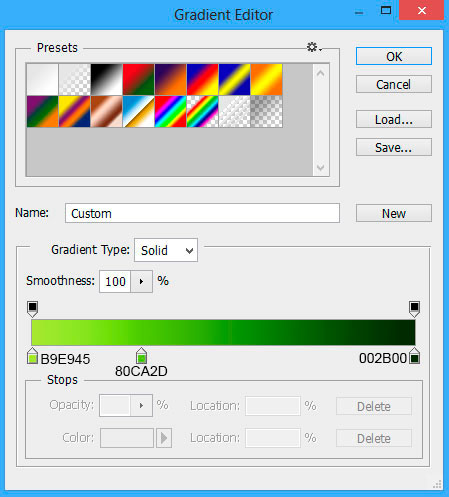 Gradient Editor
Presets
OK
Cancel
Load...
Save...
Name: Custom
New
Gradient Type: Solid
Smoothness: 100 %
B9E945
80CA2D
002B00
Stops
Opacity: % Location: % Delete
Color: Location: % Delete